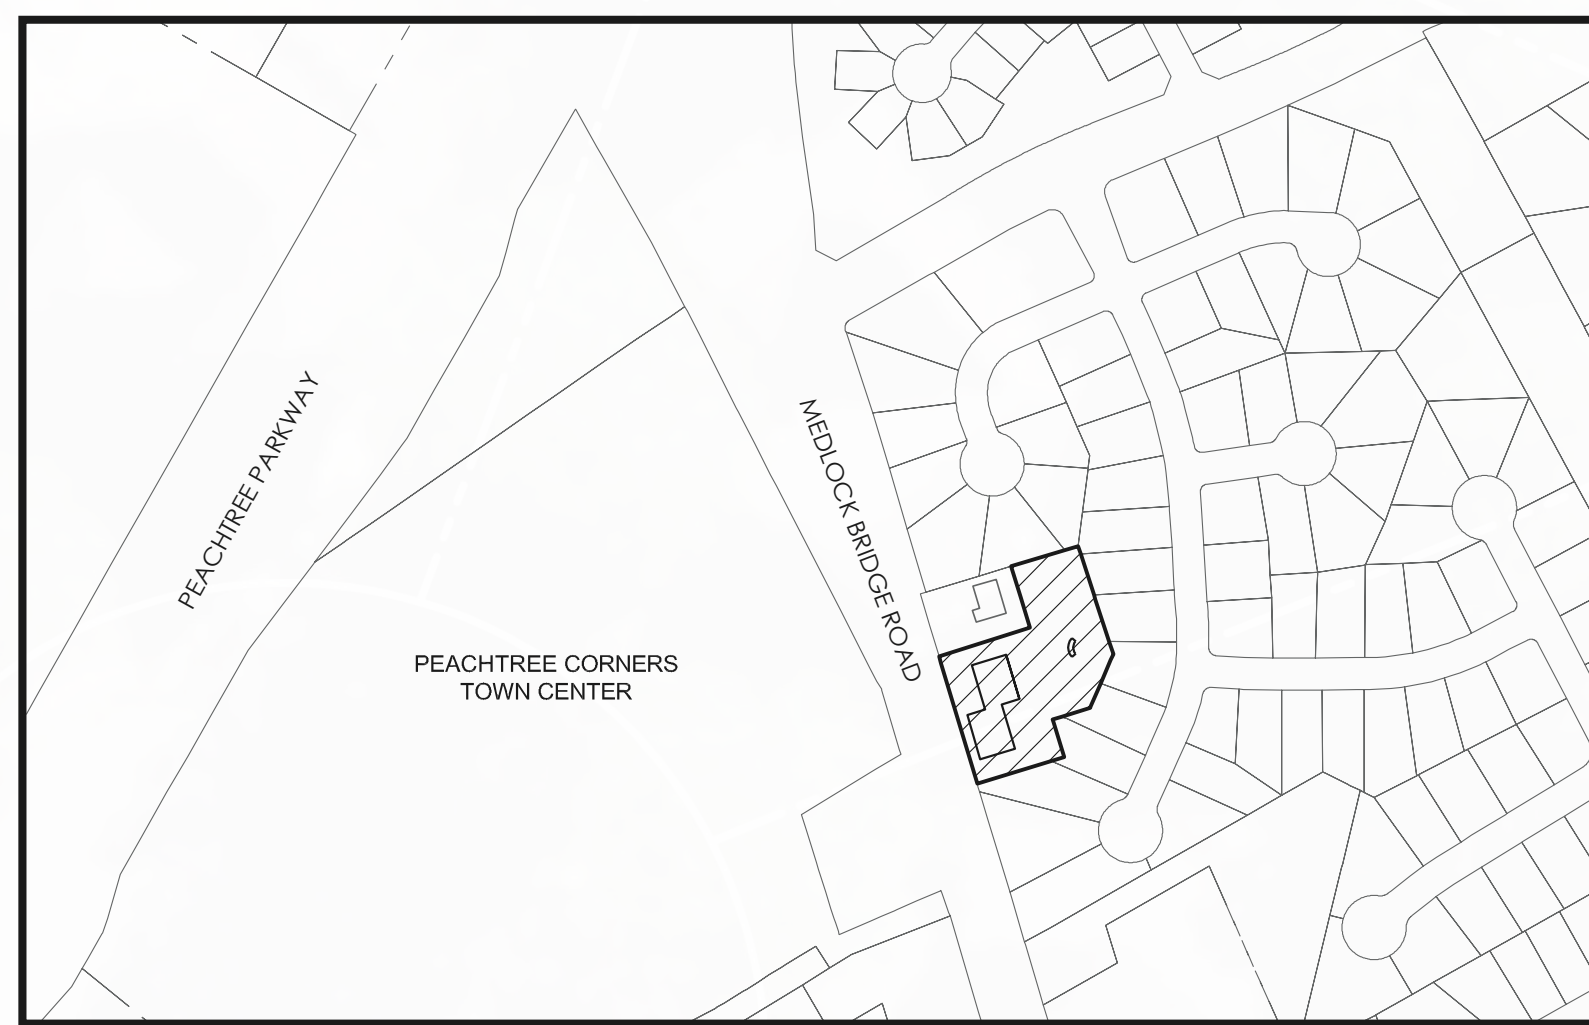 PEACHTREE PARKWAY
MEDLOCK BRIDGE ROAD
PEACHTREE CORNERS
TOWN CENTER